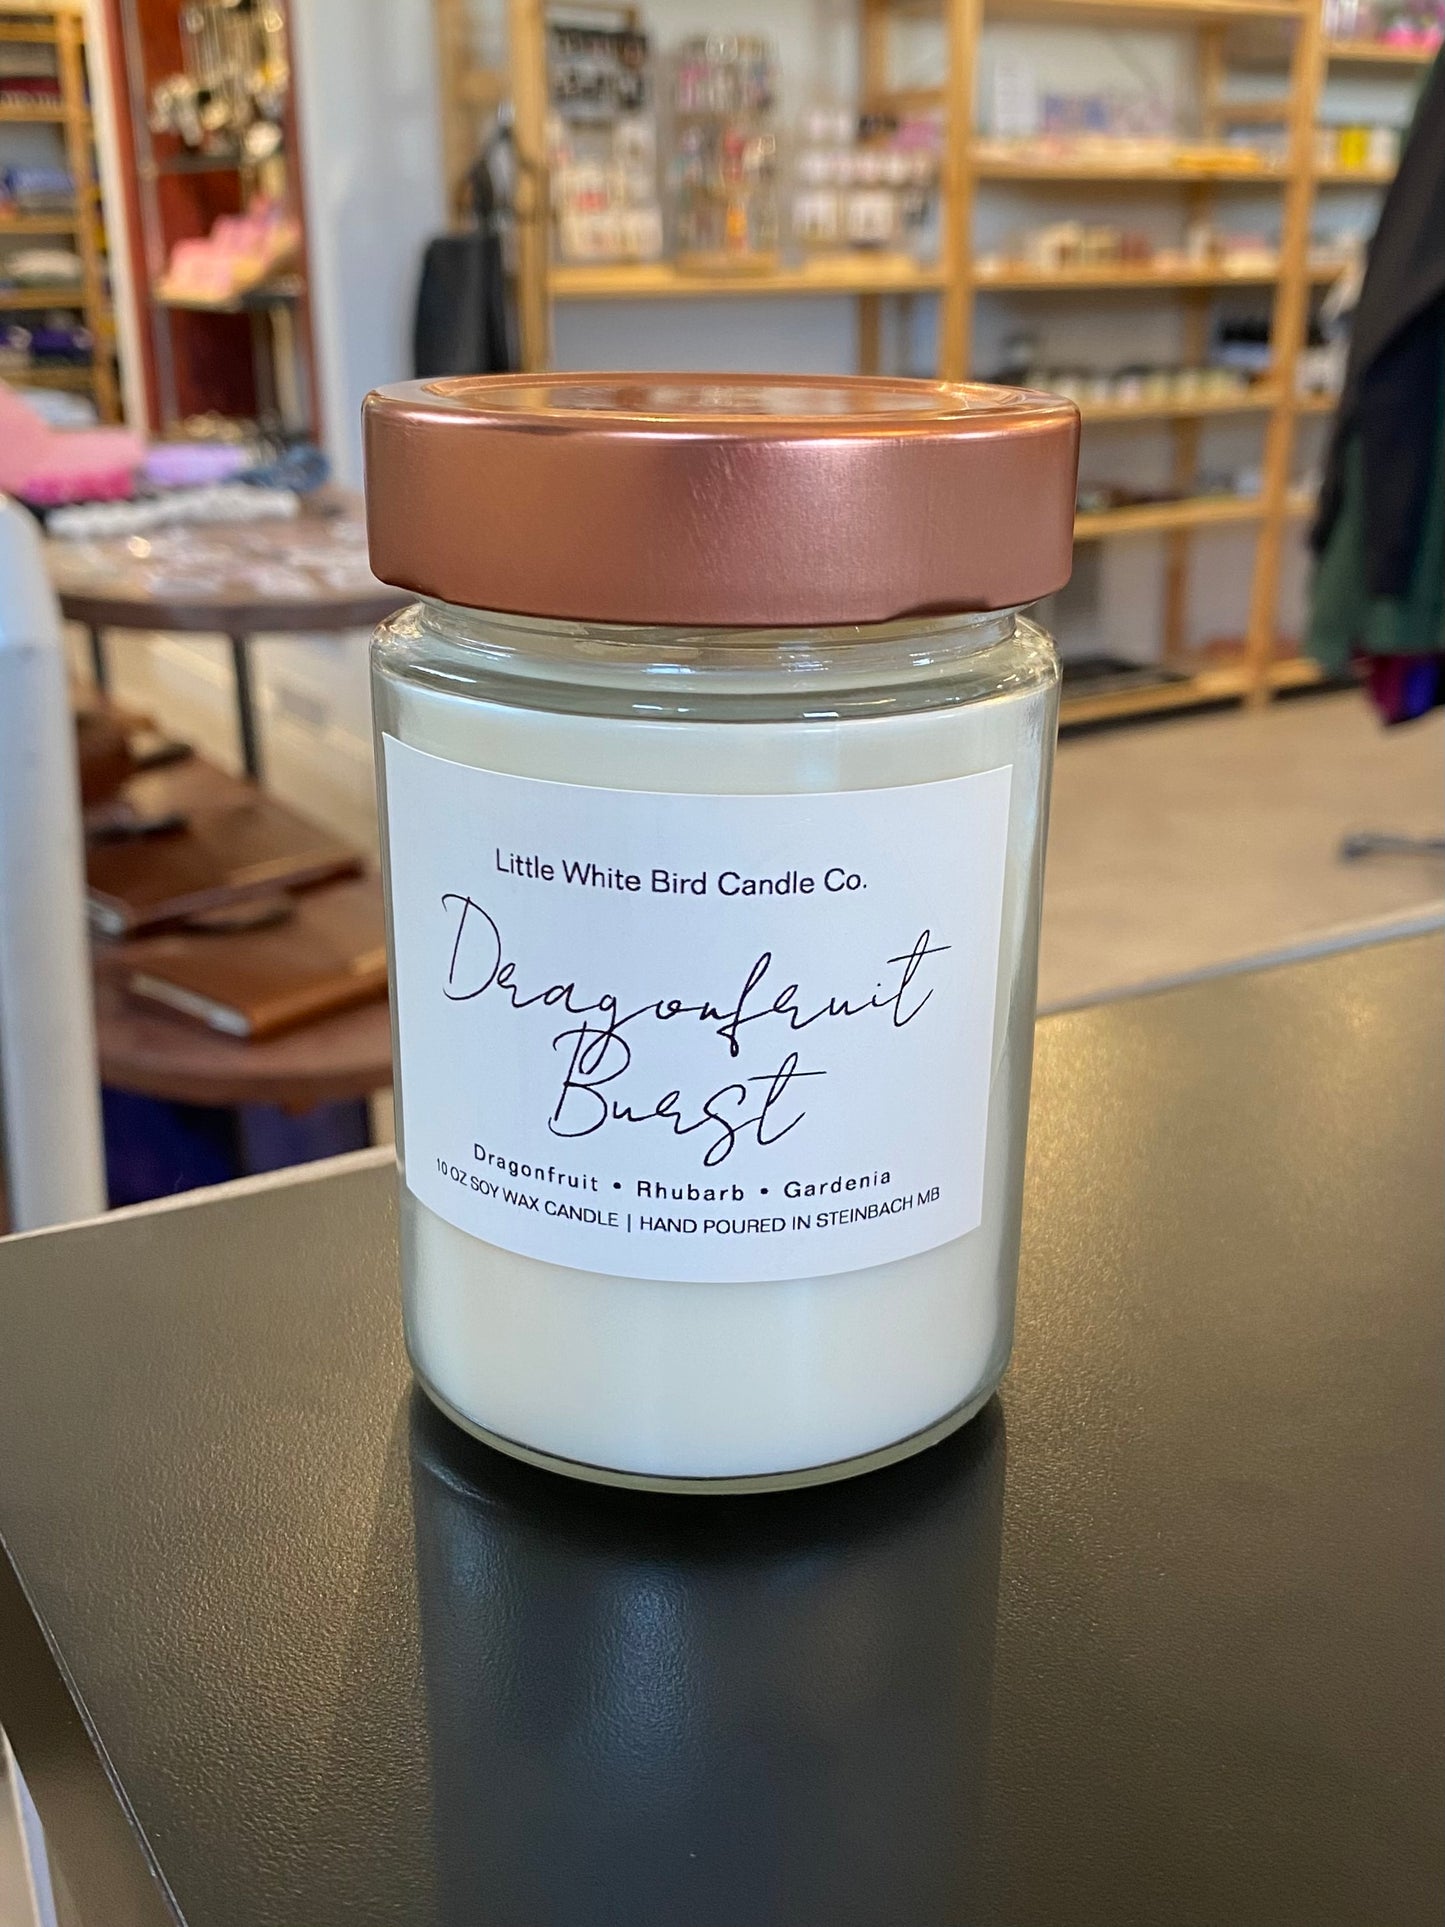 Little White Bird Candle Co.
Dragonfruit
Burst
Dragonfruit • Rhubarb • Gardenia
10 OZ SOY WAX CANDLE | HAND POURED IN STEINBACH MB